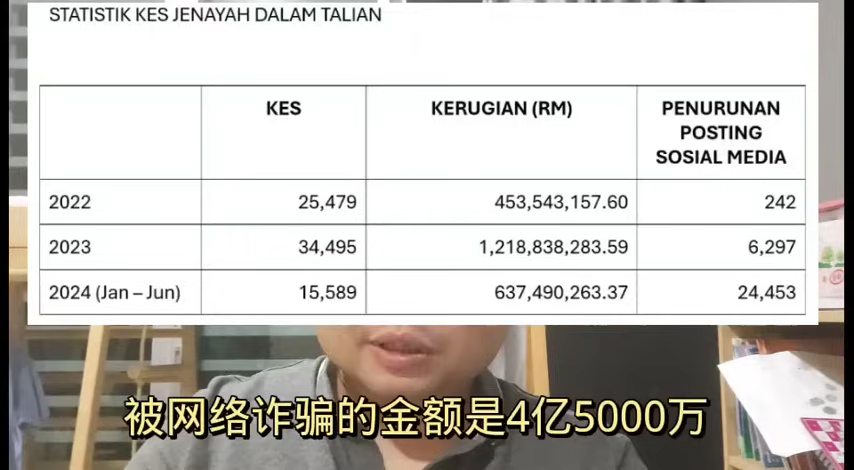 STATISTIK KES JENAYAH DALAM TALIAN
KES KERUGIAN (RM) PENURUNAN
POSTING
SOSIAL MEDIA
2022 25,479 453,543,157.60 242
2023 34,495 1,218,838,283.59 6,297
2024 (Jan – Jun) 15,589 637,490,263.37 24,453
被网络诈骗的金额是4亿5000万